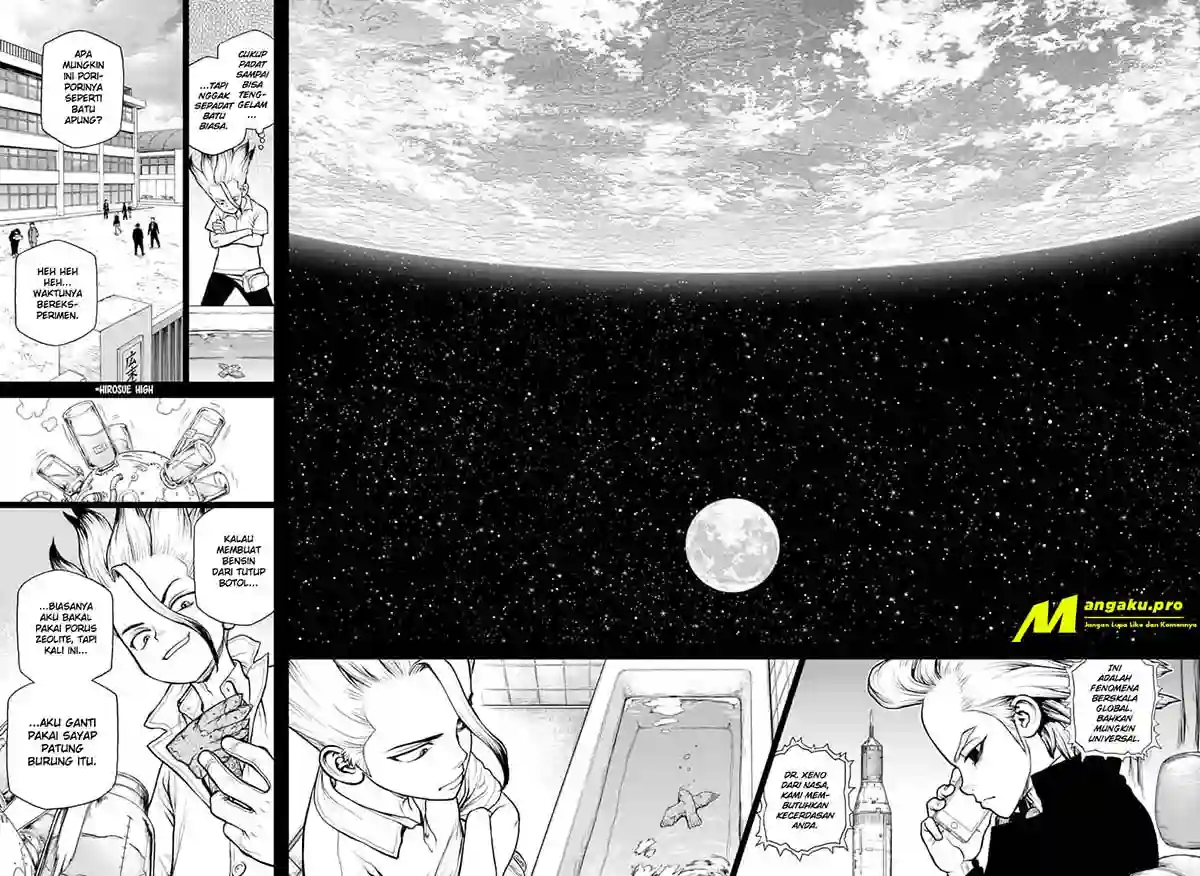 INI
ADALAH
FENOMENA
BERSKALA
GLOBAL.
BAHKAN
MUNGKIN
UNIVERSAL.
DR. XENO
DARI NASA,
KAMI MEM-
BUTUHKAN
KECERDASAN
ANDA.
CUKUP
PADAT
SAMPAI
BISA
TENG-
GELAM
...
...TAPI
NGGAK
SEPADAT
BATU
BIASA.
APA
MUNGKIN
INI PORI-
PORINYA
SEPERTI
BATU
APUNG?
HEH HEH
HEH...
WAKTUNYA
BEREKS-
PERIMEN.
広末
*HIROSUE HIGH
KALAU
MEMBUAT
BENSIN
DARI TUTUP
BOTOL...
...BIASANYA
AKU BAKAL
PAKAI PORUS
ZEOLITE, TAPI
KALI INI...
...AKU GANTI
PAKAI SAYAP
PATUNG
BURUNG ITU.
Mangaku.pro
Jangan Lupa Like dan Komennya